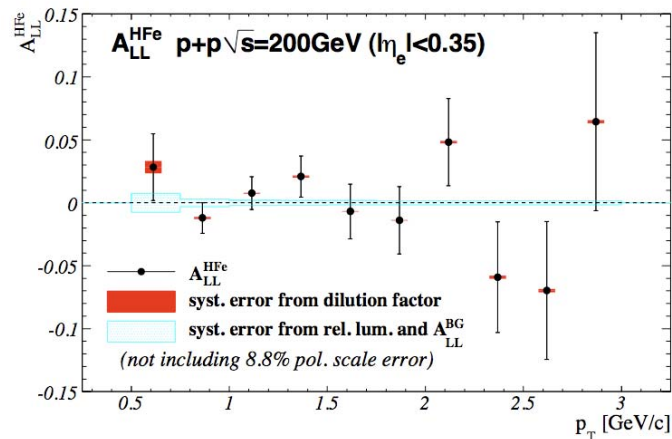 A_LL^HFe p+p√s=200GeV (|η_e|<0.35)
A_LL^HFe
0.15
0.1
0.05
0
-0.05
-0.1
-0.15
A_LL^HFe
syst. error from dilution factor
syst. error from rel. lum. and A_LL^BG
(not including 8.8% pol. scale error)
0.5 1 1.5 2 2.5 3
p_T [GeV/c]